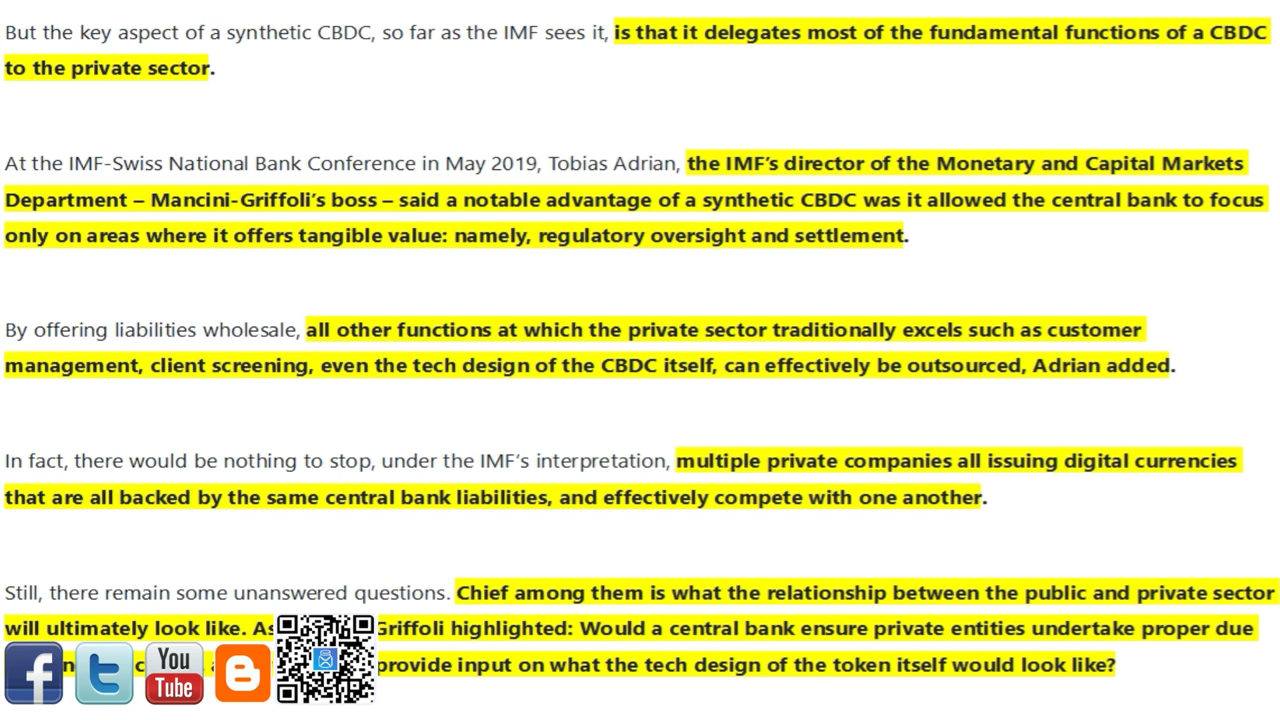 But the key aspect of a synthetic CBDC, so far as the IMF sees it, is that it delegates most of the fundamental functions of a CBDC
to the private sector.
At the IMF-Swiss National Bank Conference in May 2019, Tobias Adrian, the IMF's director of the Monetary and Capital Markets
Department – Mancini-Griffoli's boss – said a notable advantage of a synthetic CBDC was it allowed the central bank to focus
only on areas where it offers tangible value: namely, regulatory oversight and settlement.
By offering liabilities wholesale, all other functions at which the private sector traditionally excels such as customer
management, client screening, even the tech design of the CBDC itself, can effectively be outsourced, Adrian added.
In fact, there would be nothing to stop, under the IMF's interpretation, multiple private companies all issuing digital currencies
that are all backed by the same central bank liabilities, and effectively compete with one another.
Still, there remain some unanswered questions. Chief among them is what the relationship between the public and private sector
will ultimately look like. As Griffoli highlighted: Would a central bank ensure private entities undertake proper due
provide input on what the tech design of the token itself would look like?
You
Tube